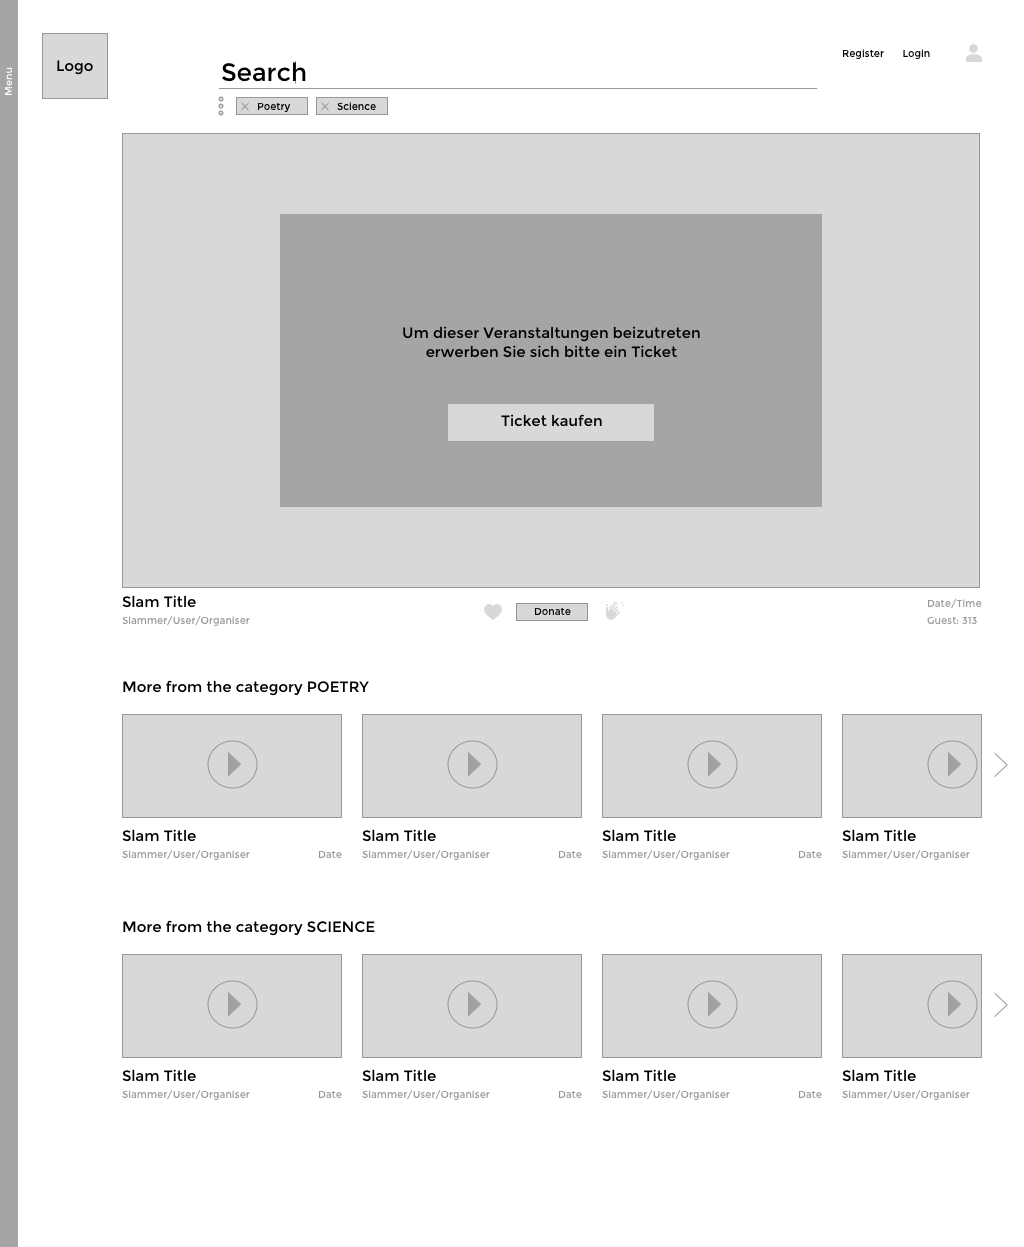 Menu
Logo
Search
Register Login
Poetry Science
Um dieser Veranstaltungen beizutreten
erwerben Sie sich bitte ein Ticket
Ticket kaufen
Slam Title
Slammer/User/Organiser
Donate
Date/Time
Guest: 313
More from the category POETRY
Slam Title Slam Title Slam Title Slam Title
Slammer/User/Organiser Date Slammer/User/Organiser Date Slammer/User/Organiser Date Slammer/User/Organiser
More from the category SCIENCE
Slam Title Slam Title Slam Title Slam Title
Slammer/User/Organiser Date Slammer/User/Organiser Date Slammer/User/Organiser Date Slammer/User/Organiser